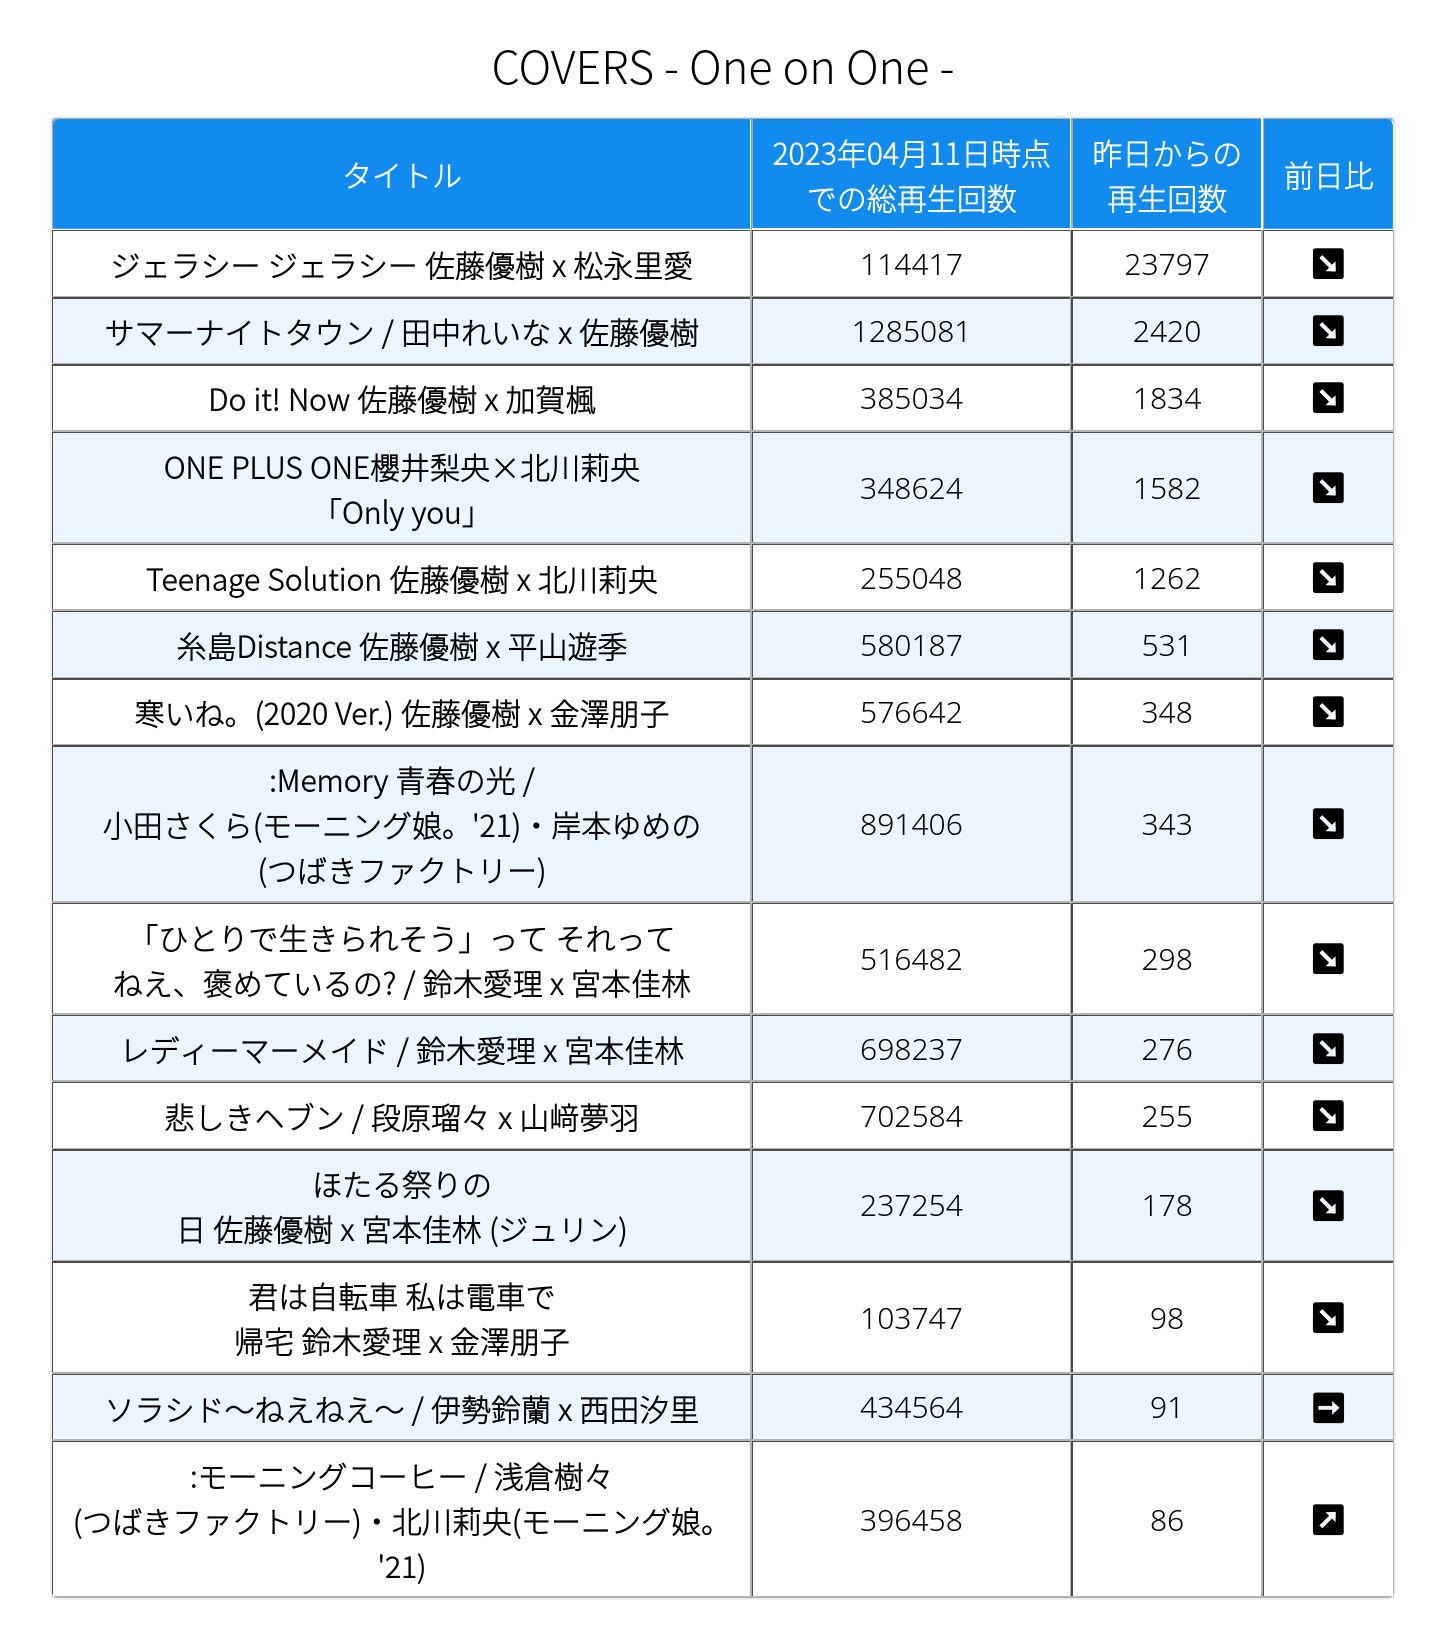 COVERS - One on One -
タイトル
2023年04月11日時点
での総再生回数
昨日からの
再生回数
前日比
ジェラシー ジェラシー 佐藤優樹 x 松永里愛
114417
23797
サマーナイトタウン / 田中れいな x 佐藤優樹
1285081
2420
Do it! Now 佐藤優樹 x 加賀楓
385034
1834
ONE PLUS ONE櫻井梨央×北川莉央
「Only you」
348624
1582
Teenage Solution 佐藤優樹 x 北川莉央
255048
1262
糸島Distance 佐藤優樹 x 平山遊季
580187
531
寒いね。(2020 Ver.) 佐藤優樹 x 金澤朋子
576642
348
:Memory 青春の光 /
小田さくら(モーニング娘。'21)・岸本ゆめの
(つばきファクトリー)
891406
343
「ひとりで生きられそう」って それって
ねえ、褒めているの? / 鈴木愛理 x 宮本佳林
516482
298
レディーマーメイド / 鈴木愛理 x 宮本佳林
698237
276
悲しきヘブン / 段原瑠々 x 山﨑夢羽
702584
255
ほたる祭りの
日 佐藤優樹 x 宮本佳林 (ジュリン)
237254
178
君は自転車 私は電車で
帰宅 鈴木愛理 x 金澤朋子
103747
98
ソラシド〜ねえねえ〜 / 伊勢鈴蘭 x 西田汐里
434564
91
:モーニングコーヒー / 浅倉樹々
(つばきファクトリー)・北川莉央(モーニング娘。
'21)
396458
86